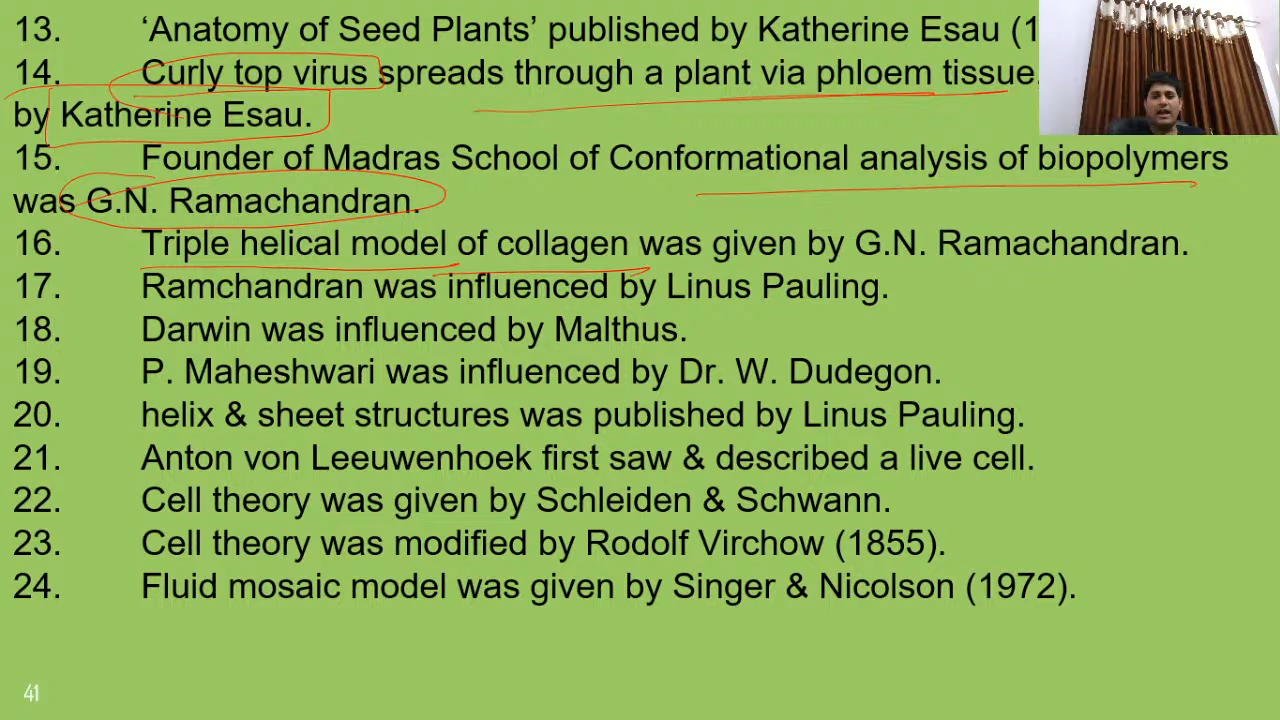 13. ‘Anatomy of Seed Plants’ published by Katherine Esau (1
14. Curly top virus spreads through a plant via phloem tissue.
by Katherine Esau.
15. Founder of Madras School of Conformational analysis of biopolymers
was G.N. Ramachandran.
16. Triple helical model of collagen was given by G.N. Ramachandran.
17. Ramchandran was influenced by Linus Pauling.
18. Darwin was influenced by Malthus.
19. P. Maheshwari was influenced by Dr. W. Dudegon.
20. helix & sheet structures was published by Linus Pauling.
21. Anton von Leeuwenhoek first saw & described a live cell.
22. Cell theory was given by Schleiden & Schwann.
23. Cell theory was modified by Rodolf Virchow (1855).
24. Fluid mosaic model was given by Singer & Nicolson (1972).
41